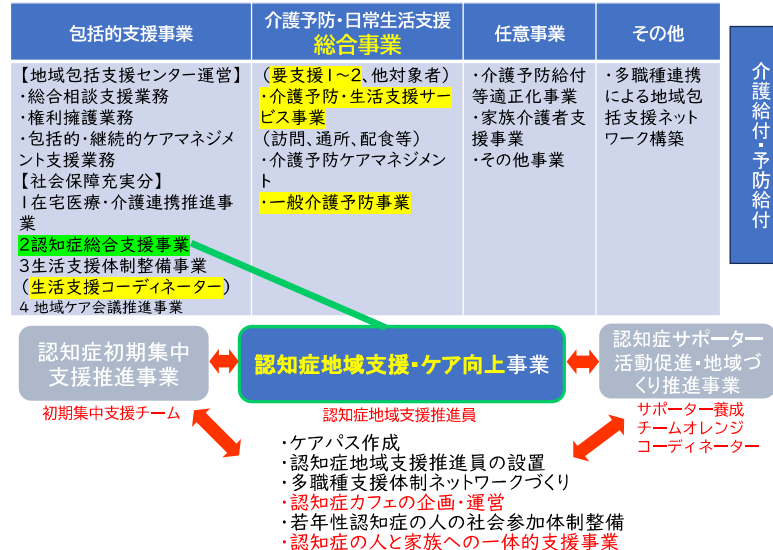 包括的支援事業
【地域包括支援センター運営】
・総合相談支援業務
・権利擁護業務
・包括的・継続的ケアマネジメ
ント支援業務
【社会保障充実分】
1在宅医療・介護連携推進事
業
2認知症総合支援事業
3生活支援体制整備事業
(生活支援コーディネーター)
4 地域ケア会議推進事業
介護予防・日常生活支援
総合事業
(要支援1~2、他対象者)
・介護予防・生活支援サー
ビス事業
(訪問、通所、配食等)
・介護予防ケアマネジメン
ト
・一般介護予防事業
任意事業
・介護予防給付
等適正化事業
・家族介護者支
援事業
・その他事業
その他
・多職種連携
による地域包
括支援ネット
ワーク構築
介護給付・予防給付
認知症初期集中
支援推進事業
初期集中支援チーム
認知症地域支援・ケア向上事業
認知症地域支援推進員
認知症サポーター
活動促進・地域づ
くり推進事業
サポーター養成
チームオレンジ
コーディネーター
・ケアパス作成
・認知症地域支援推進員の設置
・多職種支援体制ネットワークづくり
・認知症カフェの企画・運営
・若年性認知症の人の社会参加体制整備
・認知症の人と家族への一体的支援事業